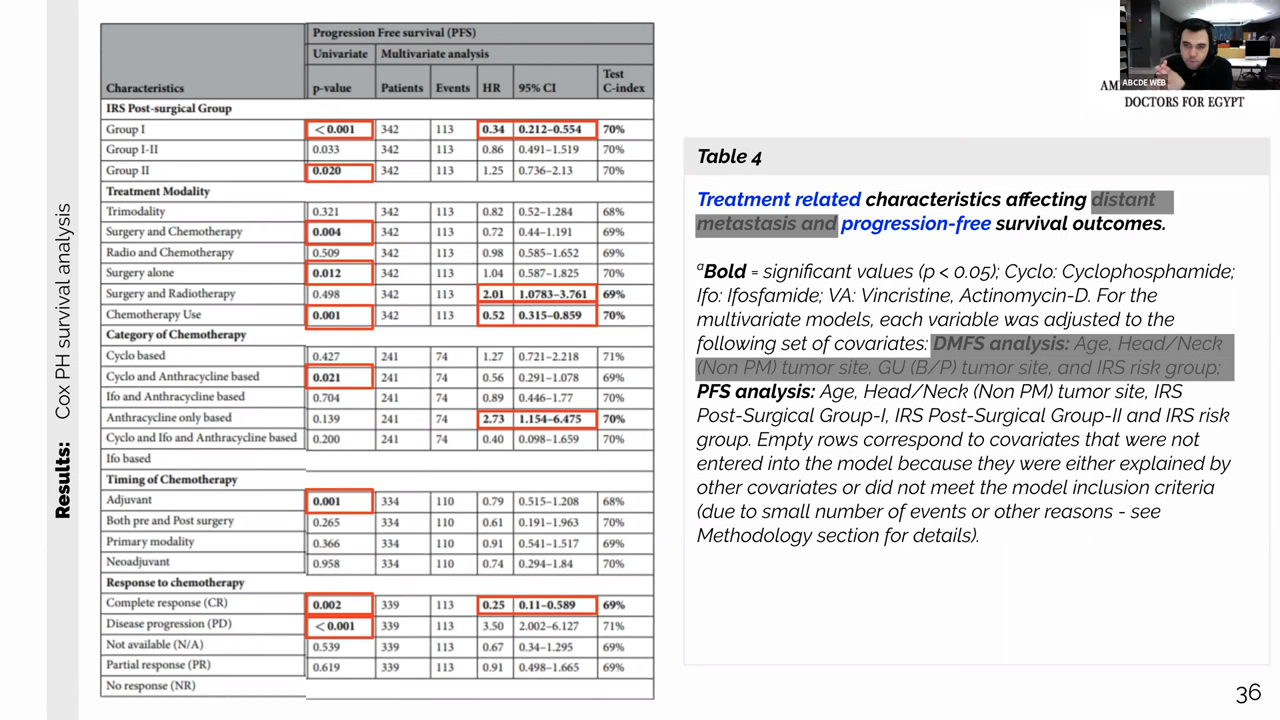 Results: Cox PH survival analysis
Progression Free survival (PFS)
Univariate Multivariate analysis
Characteristics p-value Patients Events HR 95% CI Test C-index
IRS Post-surgical Group
Group I <0.001 342 113 0.34 0.212–0.554 70%
Group I-II 0.033 342 113 0.86 0.491–1.519 70%
Group II 0.020 342 113 1.25 0.736–2.13 70%
Treatment Modality
Trimodality 0.321 342 113 0.82 0.52–1.284 68%
Surgery and Chemotherapy 0.004 342 113 0.72 0.44–1.191 69%
Radio and Chemotherapy 0.509 342 113 0.98 0.585–1.652 69%
Surgery alone 0.012 342 113 1.04 0.587–1.825 70%
Surgery and Radiotherapy 0.498 342 113 2.01 1.0783–3.761 69%
Chemotherapy Use 0.001 342 113 0.52 0.315–0.859 70%
Category of Chemotherapy
Cyclo based 0.427 241 74 1.27 0.721–2.218 71%
Cyclo and Anthracycline based 0.021 241 74 0.56 0.291–1.078 69%
Ifo and Anthracycline based 0.704 241 74 0.89 0.446–1.77 70%
Anthracycline only based 0.139 241 74 2.73 1.154–6.475 70%
Cyclo and Ifo and Anthracycline based 0.200 241 74 0.40 0.098–1.659 70%
Ifo based
Timing of Chemotherapy
Adjuvant 0.001 334 110 0.79 0.515–1.208 68%
Both pre and Post surgery 0.265 334 110 0.61 0.191–1.963 70%
Primary modality 0.366 334 110 0.91 0.541–1.517 69%
Neoadjuvant 0.958 334 110 0.74 0.294–1.84 70%
Response to chemotherapy
Complete response (CR) 0.002 339 113 0.25 0.11–0.589 69%
Disease progression (PD) <0.001 339 113 3.50 2.002–6.127 71%
Not available (N/A) 0.539 339 113 0.67 0.34–1.295 69%
Partial response (PR) 0.619 339 113 0.91 0.498–1.665 69%
No response (NR)
ABCDE WEB
DOCTORS FOR EGYPT
Table 4
Treatment related characteristics affecting distant
metastasis and progression-free survival outcomes.
aBold = significant values (p < 0.05); Cyclo: Cyclophosphamide;
Ifo: Ifosfamide; VA: Vincristine, Actinomycin-D. For the
multivariate models, each variable was adjusted to the
following set of covariates: DMFS analysis: Age, Head/Neck
(Non PM) tumor site, GU (B/P) tumor site, and IRS risk group;
PFS analysis: Age, Head/Neck (Non PM) tumor site, IRS
Post-Surgical Group-I, IRS Post-Surgical Group-II and IRS risk
group. Empty rows correspond to covariates that were not
entered into the model because they were either explained by
other covariates or did not meet the model inclusion criteria
(due to small number of events or other reasons - see
Methodology section for details).
36